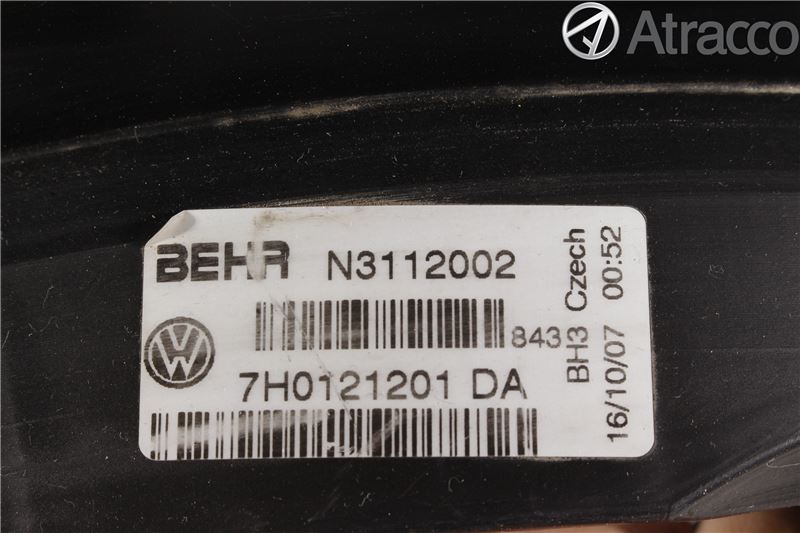 Atracco
BEHR N3112002
843
7H0121201 DA
BH3 Czech
16/10/07 00:52